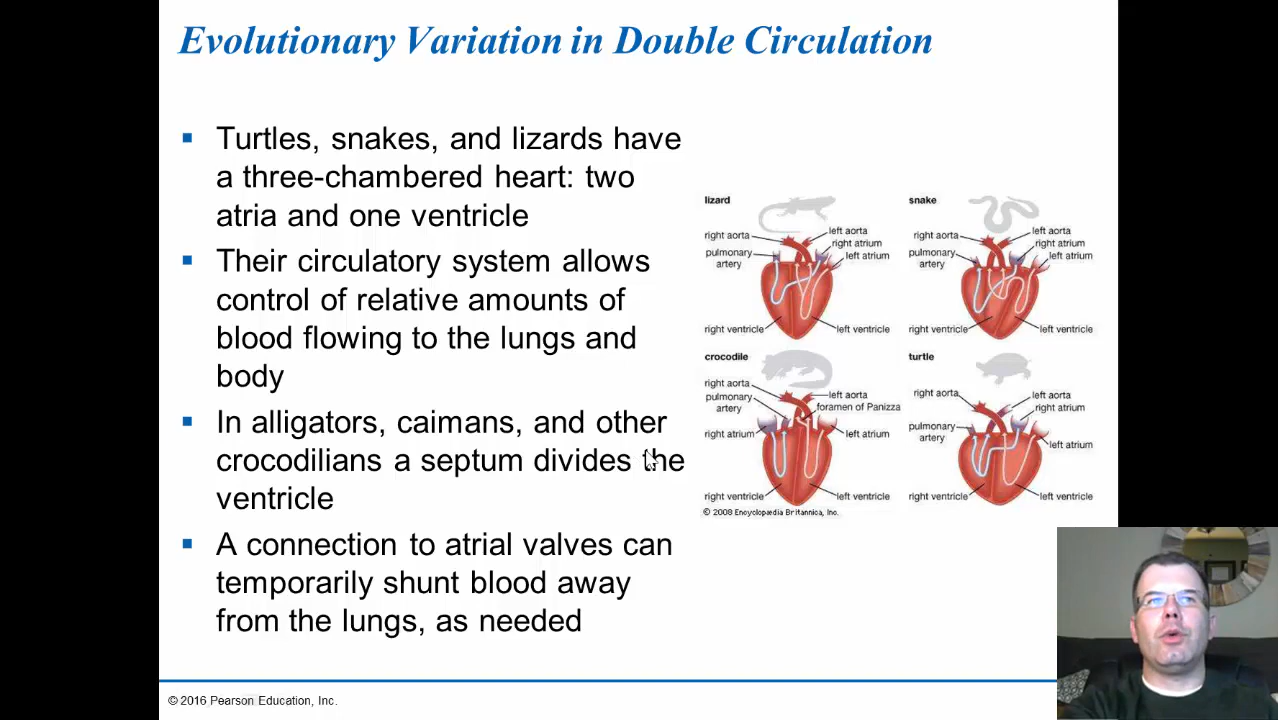 Evolutionary Variation in Double Circulation
Turtles, snakes, and lizards have
a three-chambered heart: two
atria and one ventricle
Their circulatory system allows
control of relative amounts of
blood flowing to the lungs and
body
In alligators, caimans, and other
crocodilians a septum divides the
ventricle
A connection to atrial valves can
temporarily shunt blood away
from the lungs, as needed
lizard
right aorta
left aorta
right atrium
pulmonary
artery
left atrium
right ventricle
left ventricle
snake
right aorta
left aorta
right atrium
pulmonary
artery
left atrium
right ventricle
left ventricle
crocodile
right aorta
left aorta
pulmonary
artery
foramen of Panizza
right atrium
left atrium
right ventricle
left ventricle
turtle
right aorta
left aorta
right atrium
pulmonary
artery
left atrium
right ventricle
left ventricle
© 2008 Encyclopædia Britannica, Inc.
© 2016 Pearson Education, Inc.